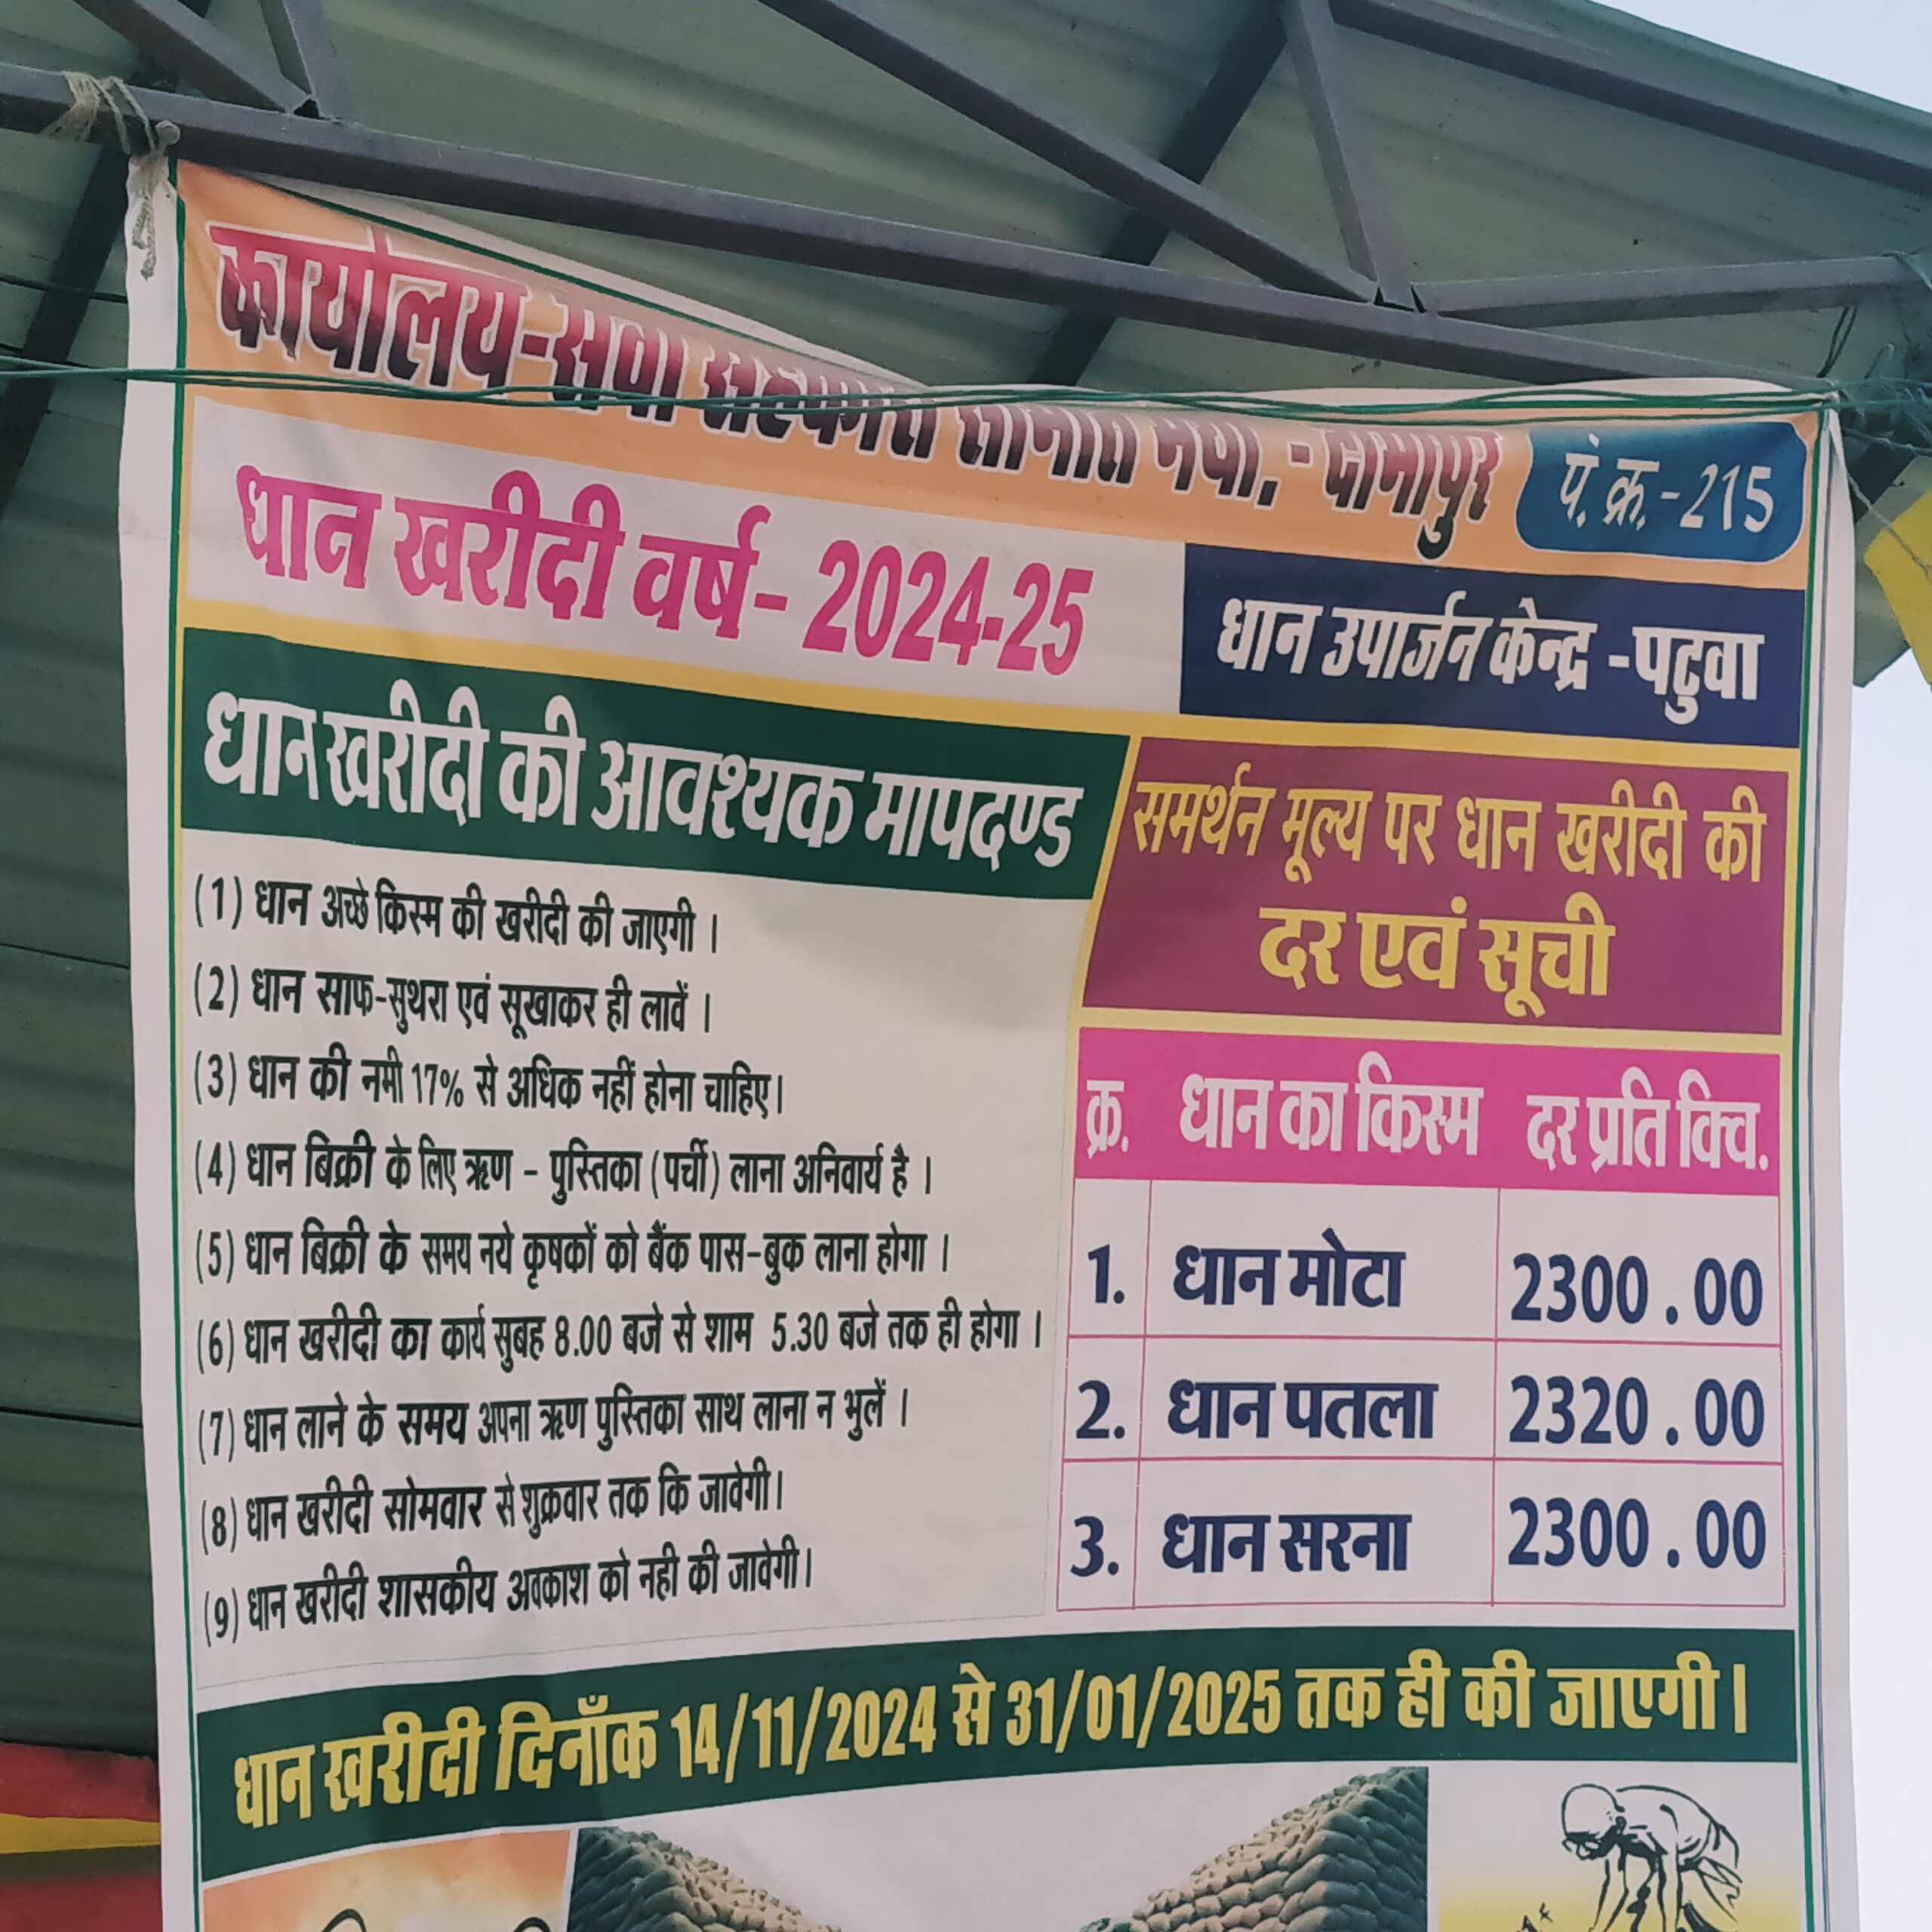 कार्यालय-सेवा सहकारी समिति मर्या. -
पं. क्र.-215
धान खरीदी वर्ष- 2024-25
धान उपार्जन केन्द्र -पटुवा
धान खरीदी की आवश्यक मापदण्ड
(1) धान अच्छे किस्म की खरीदी की जाएगी ।
(2) धान साफ-सुथरा एवं सूखाकर ही लावें ।
(3) धान की नमी 17% से अधिक नहीं होना चाहिए।
(4) धान बिक्री के लिए ऋण - पुस्तिका (पर्ची) लाना अनिवार्य है ।
(5) धान बिक्री के समय नये कृषकों को बैंक पास-बुक लाना होगा ।
(6) धान खरीदी का कार्य सुबह 8.00 बजे से शाम 5.30 बजे तक ही होगा ।
(7) धान लाने के समय अपना ऋण पुस्तिका साथ लाना न भुलें ।
(8) धान खरीदी सोमवार से शुक्रवार तक कि जावेगी।
(9) धान खरीदी शासकीय अवकाश को नही की जावेगी।
समर्थन मूल्य पर धान खरीदी की
दर एवं सूची
क्र. धान का किस्म दर प्रति क्वि.
1. धान मोटा 2300.00
2. धान पतला 2320.00
3. धान सरना 2300.00
धान खरीदी दिनाँक 14/11/2024 से 31/01/2025 तक ही की जाएगी।